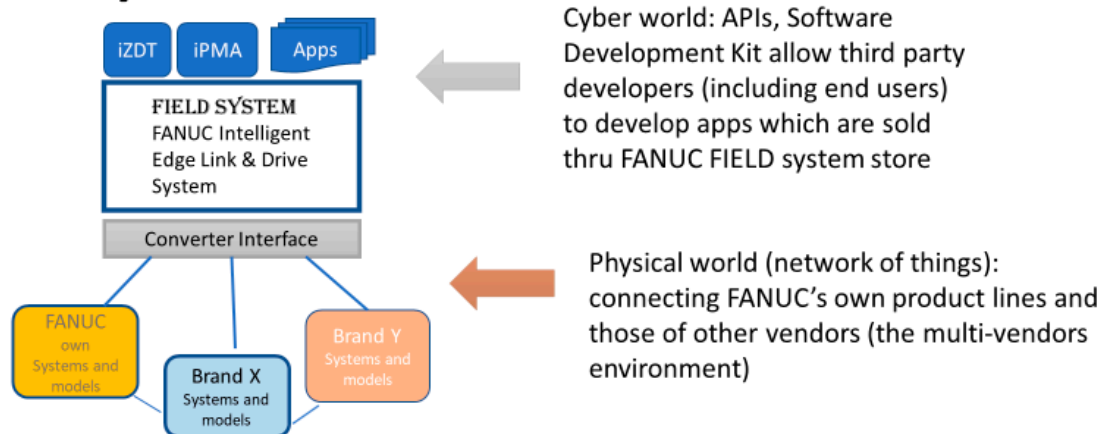 iZDT
iPMA
Apps
FIELD SYSTEM
FANUC Intelligent
Edge Link & Drive
System
Converter Interface
FANUC
own
Systems and
models
Brand X
Systems and
models
Brand Y
Systems and
models
Cyber world: APIs, Software
Development Kit allow third party
developers (including end users)
to develop apps which are sold
thru FANUC FIELD system store
Physical world (network of things):
connecting FANUC’s own product lines and
those of other vendors (the multi-vendors
environment)